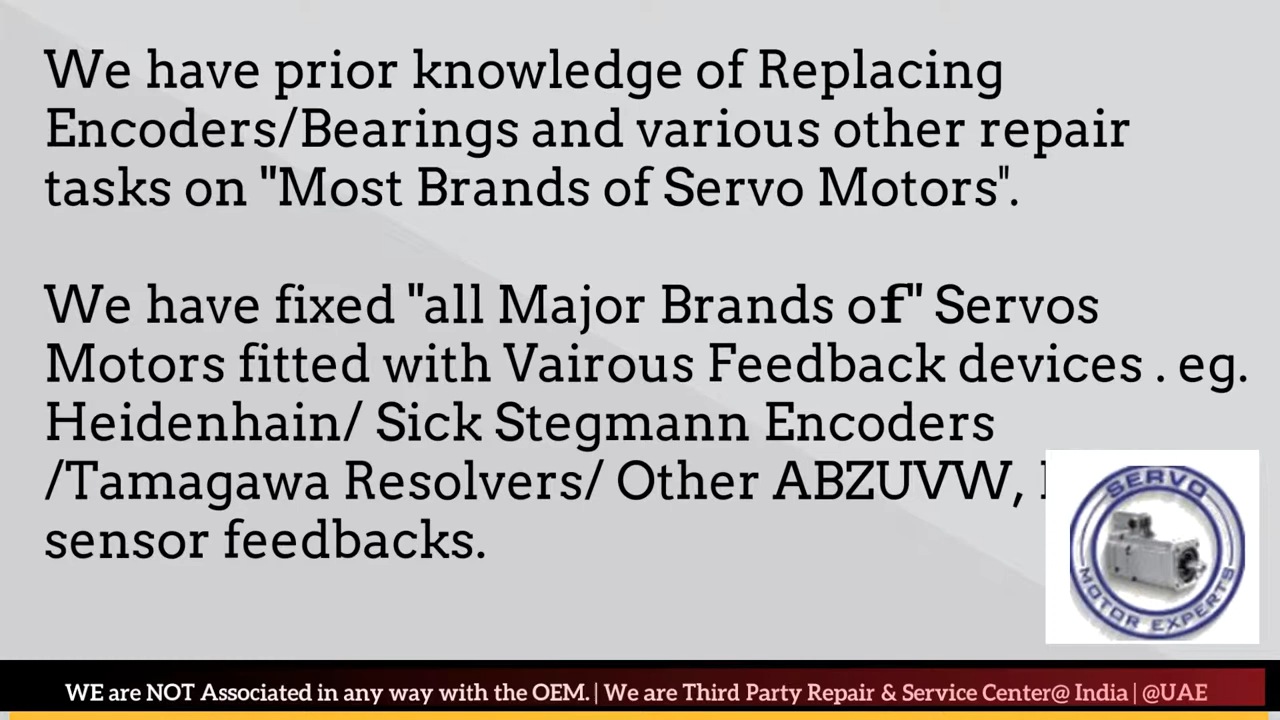 We have prior knowledge of Replacing
Encoders/Bearings and various other repair
tasks on "Most Brands of Servo Motors".
We have fixed "all Major Brands of" Servos
Motors fitted with Vairous Feedback devices . eg.
Heidenhain/ Sick Stegmann Encoders
/Tamagawa Resolvers/ Other ABZUVW,
sensor feedbacks.
SERVO
MOTOR EXPERTS
WE are NOT Associated in any way with the OEM. | We are Third Party Repair & Service Center@ India | @UAE